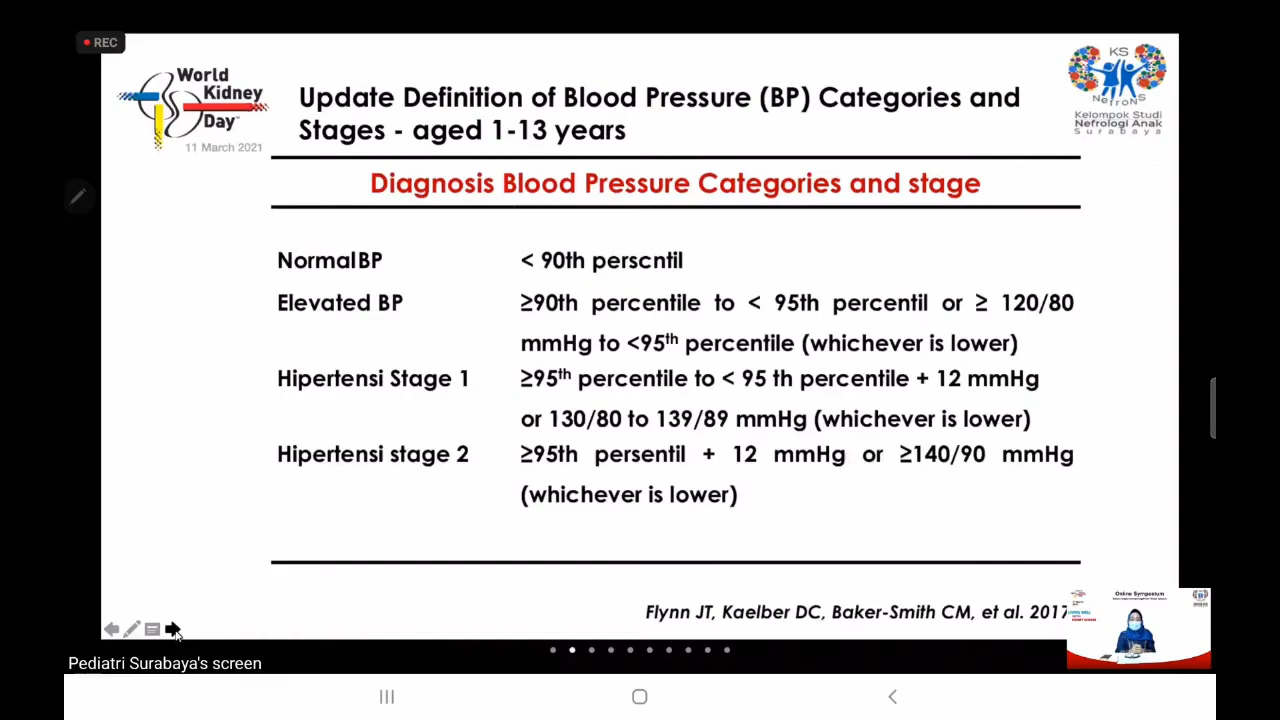 REC
World
Kidney
Day
11 March 2021
KS
NefroNS
Kelompok Studi
Nefrologi Anak
Surabaya
Update Definition of Blood Pressure (BP) Categories and
Stages - aged 1-13 years
Diagnosis Blood Pressure Categories and stage
Normal BP < 90th perscntil
Elevated BP ≥90th percentile to < 95th percentil or ≥ 120/80
mmHg to <95th percentile (whichever is lower)
Hipertensi Stage 1 ≥95th percentile to < 95 th percentile + 12 mmHg
or 130/80 to 139/89 mmHg (whichever is lower)
Hipertensi stage 2 ≥95th persentil + 12 mmHg or ≥140/90 mmHg
(whichever is lower)
Flynn JT, Kaelber DC, Baker-Smith CM, et al. 2017
Online Symposium
Pediatri Surabaya's screen